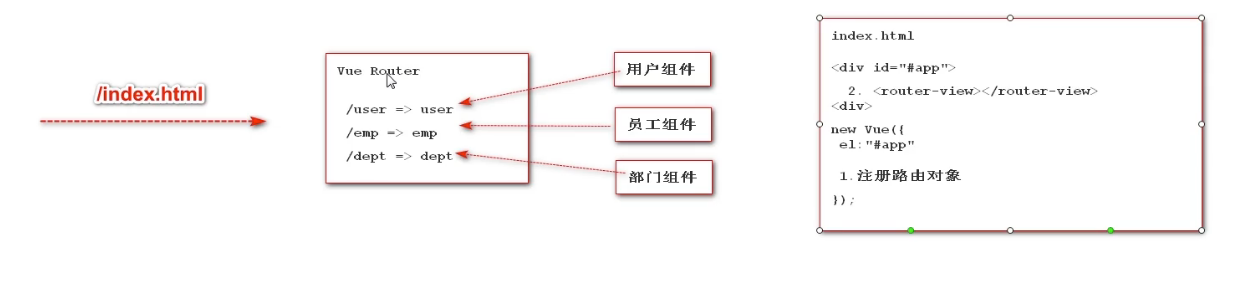 /index.html
Vue Router
/user => user
/emp => emp
/dept => dept
用户组件
员工组件
部门组件
index.html
<div id="#app">
2. <router-view></router-view>
<div>
new Vue({
el:"#app"
1.注册路由对象
});